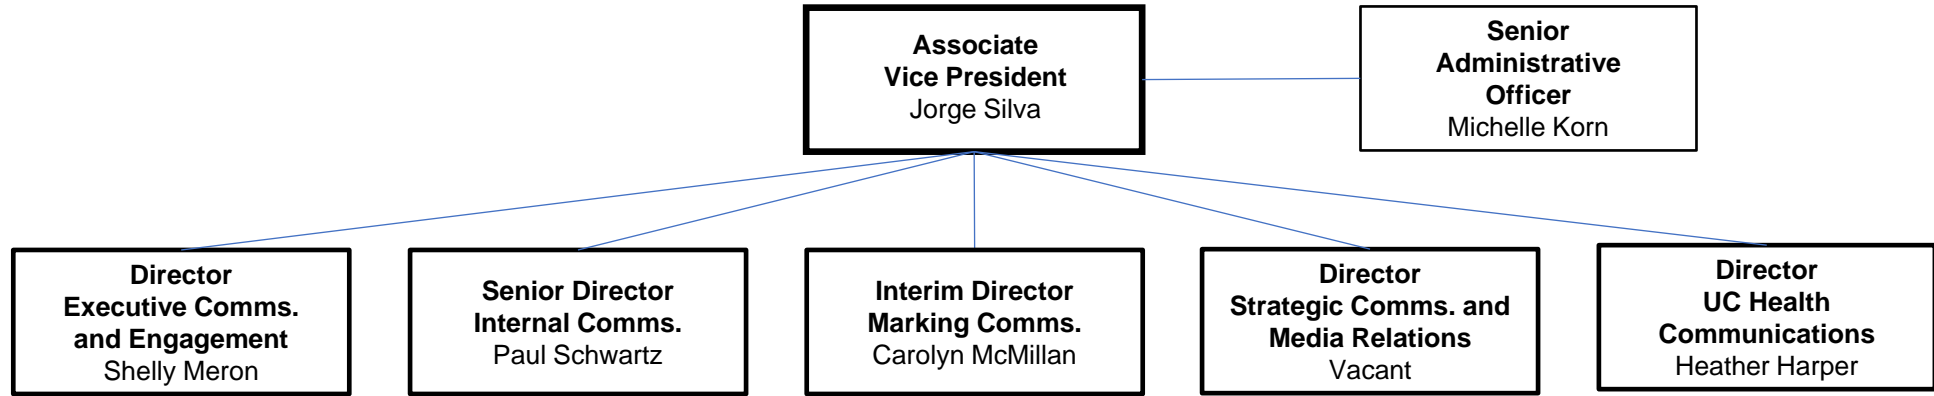 Associate
Vice President
Jorge Silva
Senior
Administrative
Officer
Michelle Korn
Director
Executive Comms.
and Engagement
Shelly Meron
Senior Director
Internal Comms.
Paul Schwartz
Interim Director
Marking Comms.
Carolyn McMillan
Director
Strategic Comms. and
Media Relations
Vacant
Director
UC Health
Communications
Heather Harper